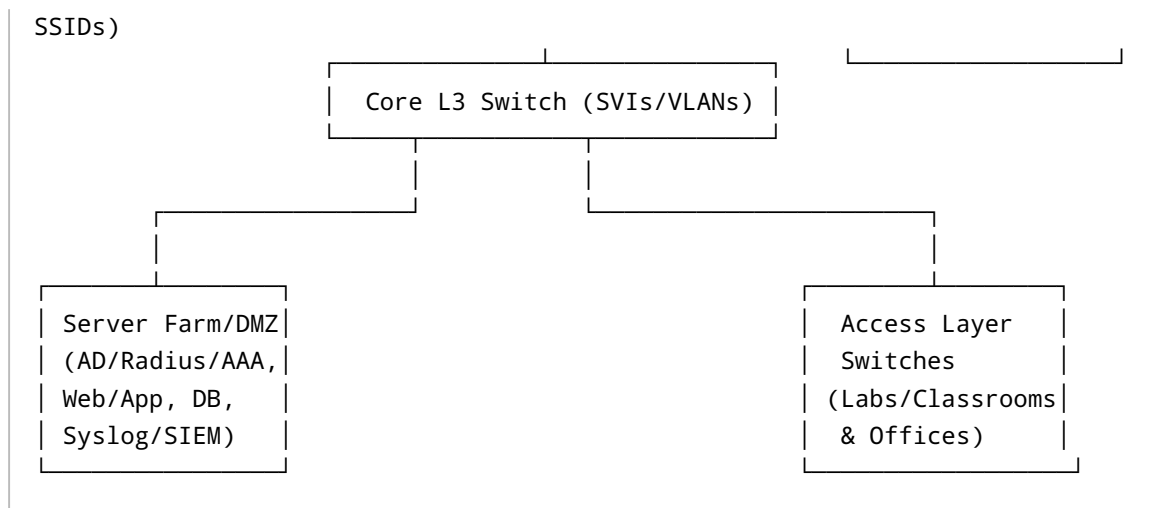 SSIDs)
Core L3 Switch (SVIs/VLANs)
Server Farm/DMZ
(AD/Radius/AAA,
Web/App, DB,
Syslog/SIEM)
Access Layer
Switches
(Labs/Classrooms
& Offices)